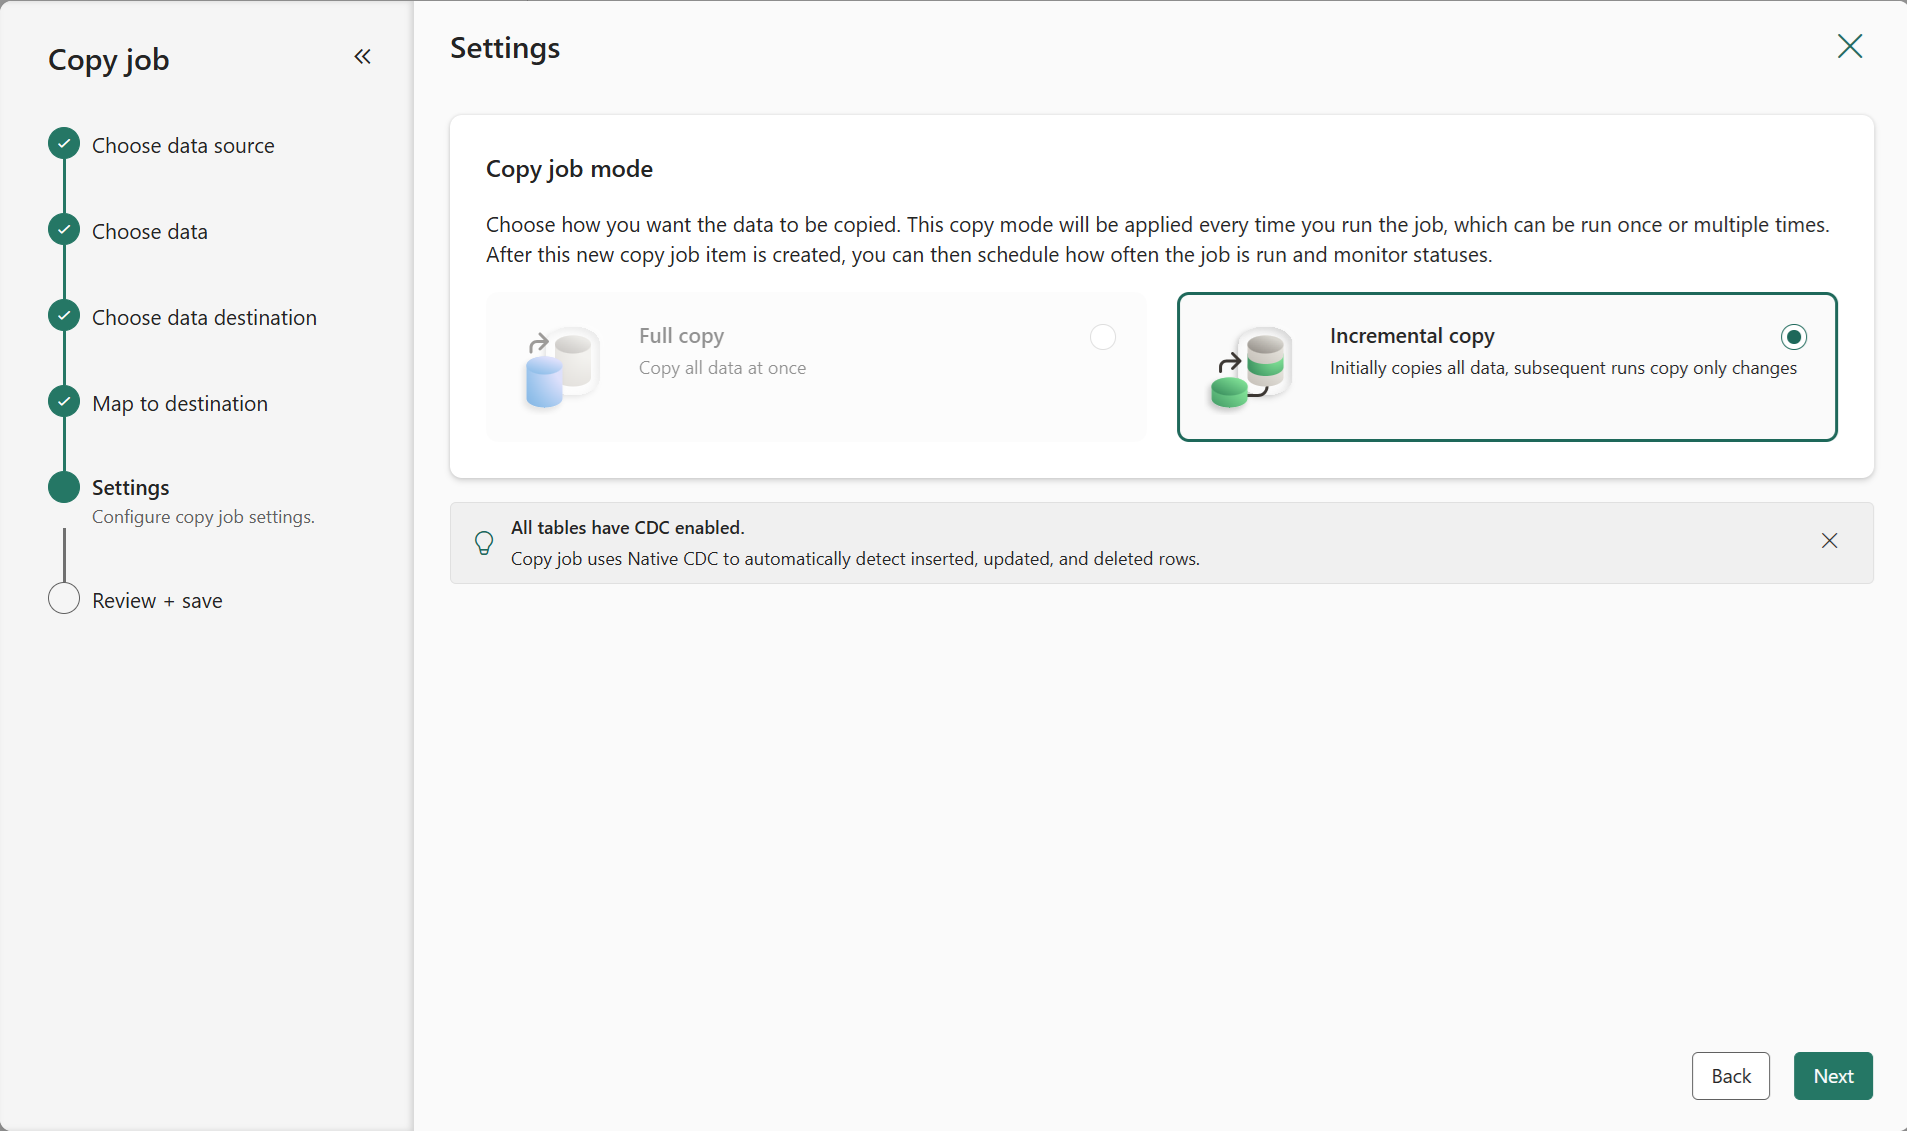 Copy job
Choose data source
Choose data
Choose data destination
Map to destination
Settings
Configure copy job settings.
Review + save
Settings
Copy job mode
Choose how you want the data to be copied. This copy mode will be applied every time you run the job, which can be run once or multiple times.
After this new copy job item is created, you can then schedule how often the job is run and monitor statuses.
Full copy
Copy all data at once
Incremental copy
Initially copies all data, subsequent runs copy only changes
All tables have CDC enabled.
Copy job uses Native CDC to automatically detect inserted, updated, and deleted rows.
Back
Next